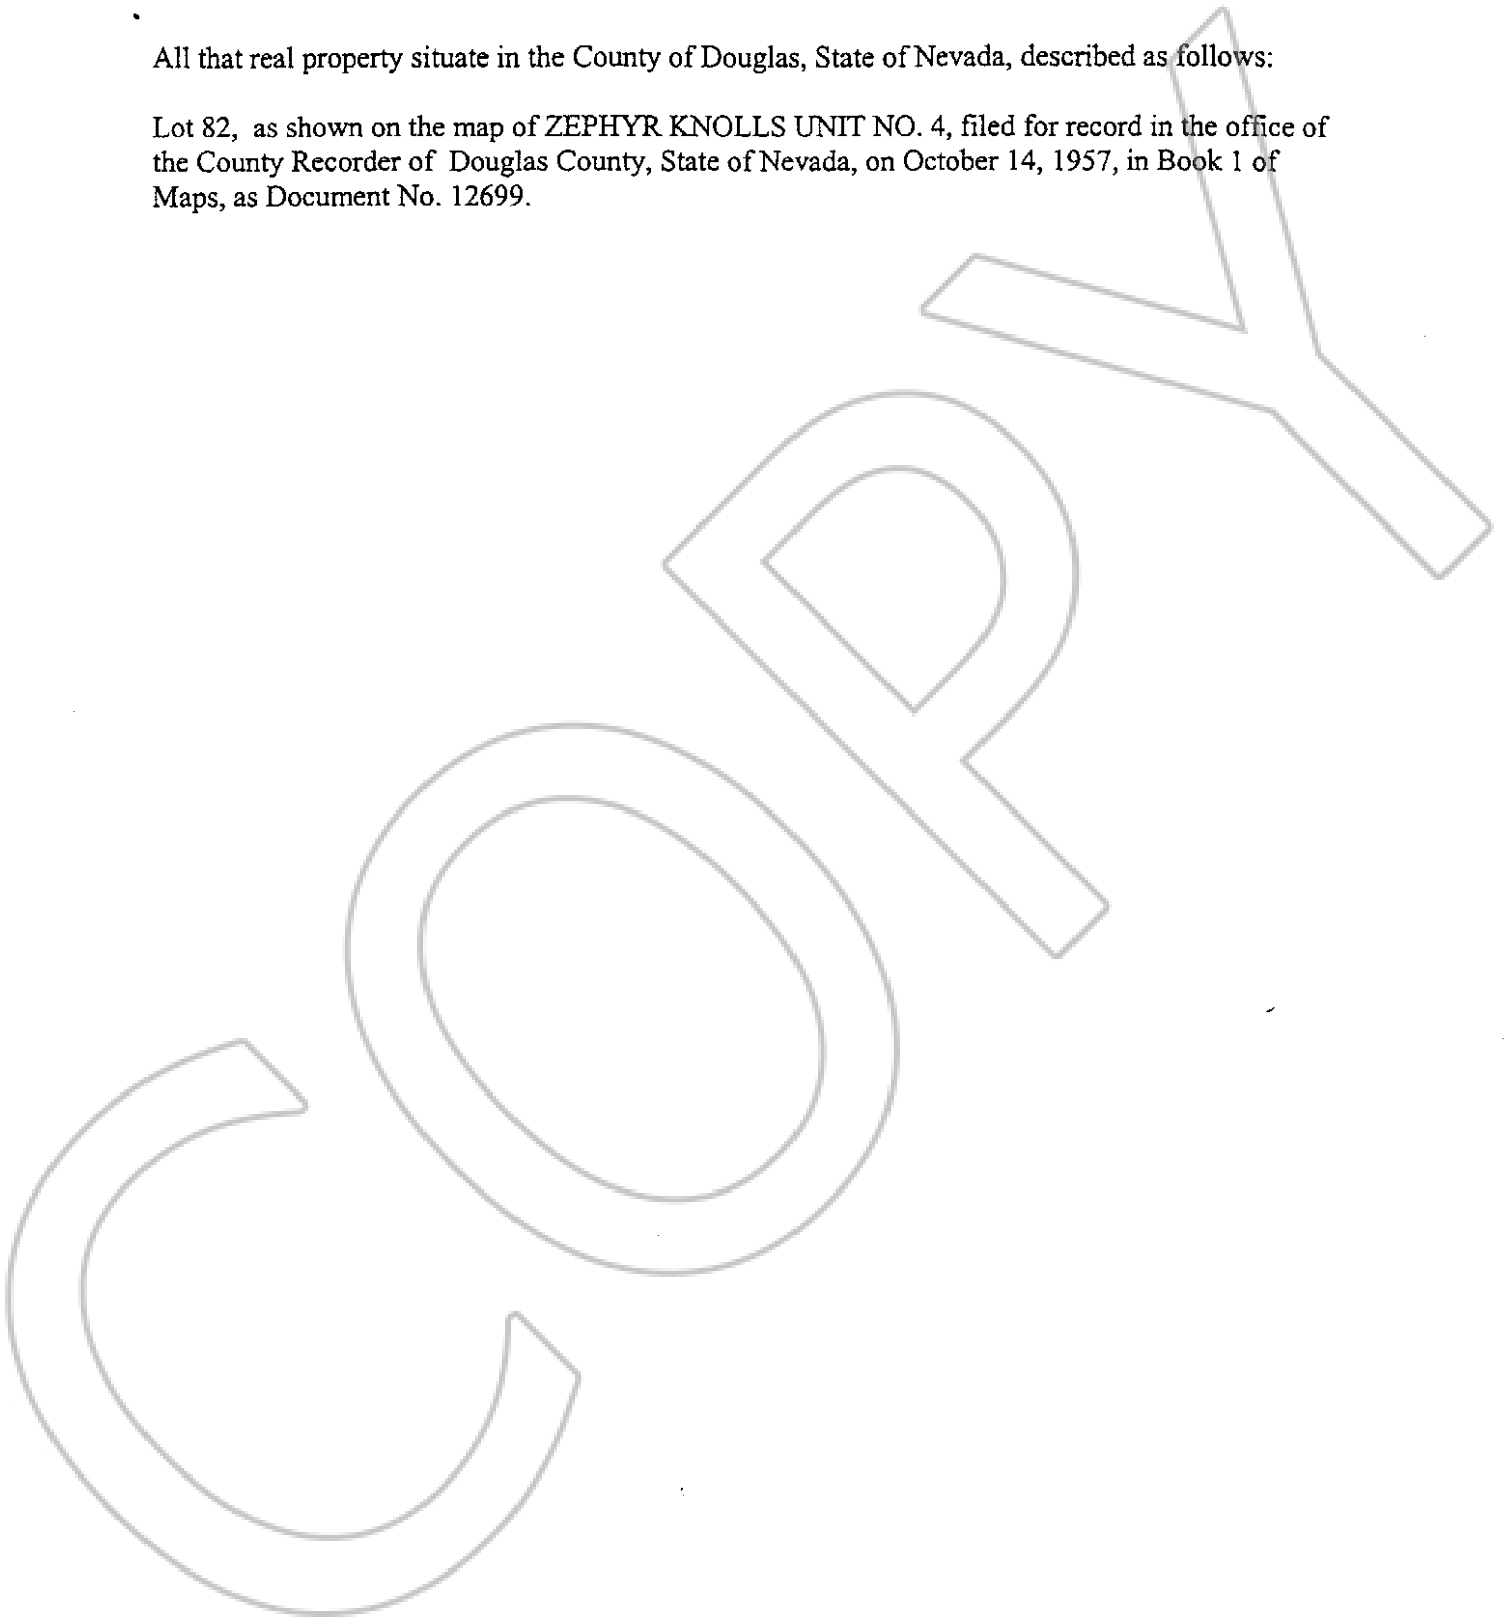 All that real property situate in the County of Douglas, State of Nevada, described as follows:
Lot 82, as shown on the map of ZEPHYR KNOLLS UNIT NO. 4, filed for record in the office of
the County Recorder of Douglas County, State of Nevada, on October 14, 1957, in Book 1 of
Maps, as Document No. 12699.
COPY